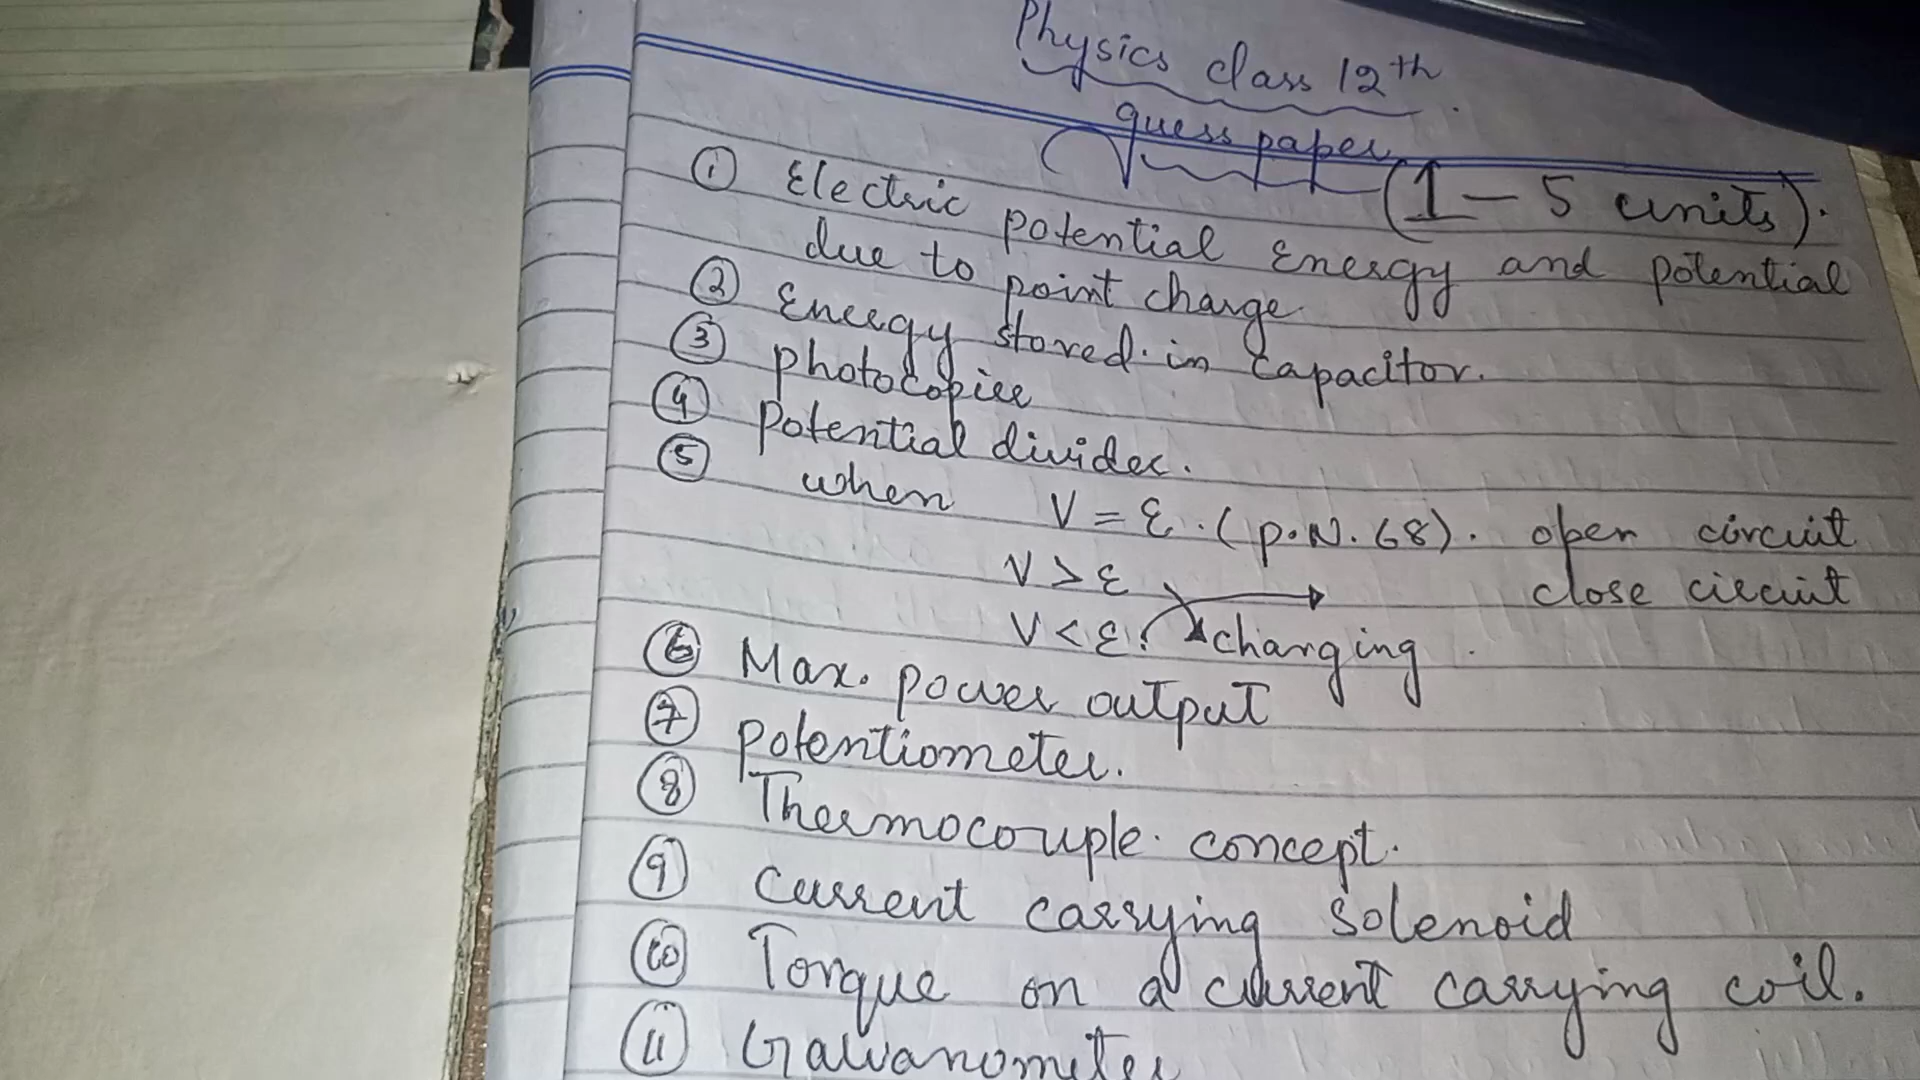 Physics class 12th.
guess paper
(1-5 units).
① Electric potential Energy and potential
due to point charge.
② Energy stored in capacitor.
③ photocopier
④ Potential divider.
⑤ when V = ε. (P.N. 68). open circuit
V > ε close circuit
V < ε. changing
⑥ Max. power output
⑦ potentiometer.
⑧ Thermocouple concept.
⑨ Current carrying solenoid
⑩ Torque on a current carrying coil.
⑪ Galvanometer